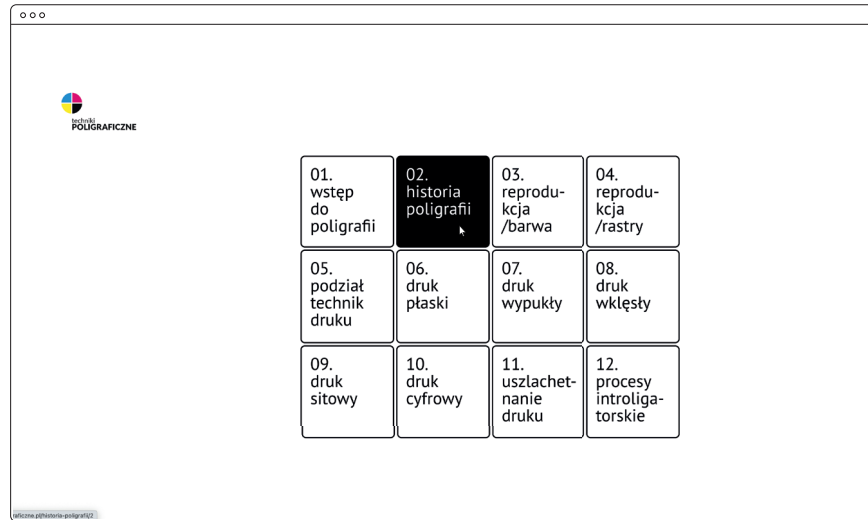 techniki
POLIGRAFICZNE
01.
wstęp
do
poligrafii
02.
historia
poligrafii
03.
reprodu-
kcja
/barwa
04.
reprodu-
kcja
/rastry
05.
podział
technik
druku
06.
druk
płaski
07.
druk
wypukły
08.
druk
wklęsły
09.
druk
sitowy
10.
druk
cyfrowy
11.
uszlachet-
nanie
druku
12.
procesy
introliga-
torskie
raficzne.pl/historia-poligrafii/2